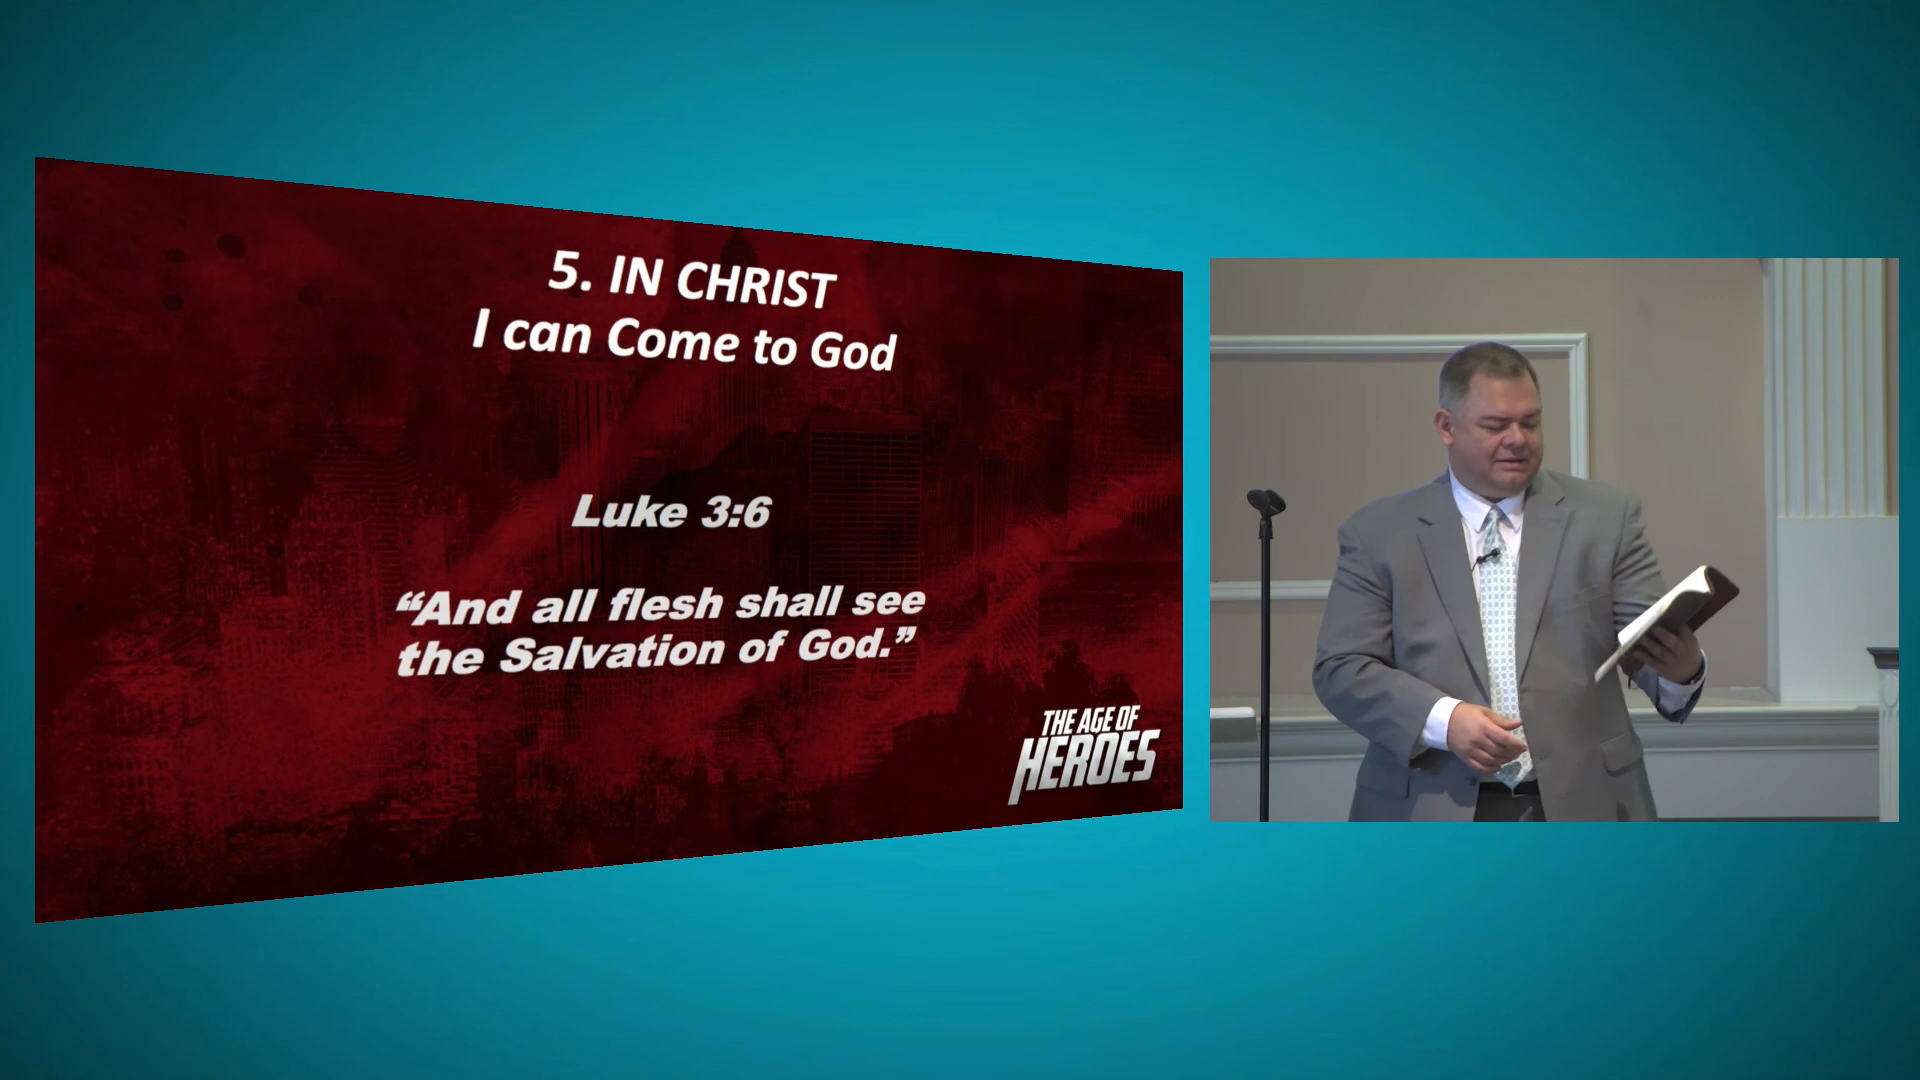 5. IN CHRIST
I can Come to God
Luke 3:6
“And all flesh shall see
the Salvation of God.”
THE AGE OF
HEROES